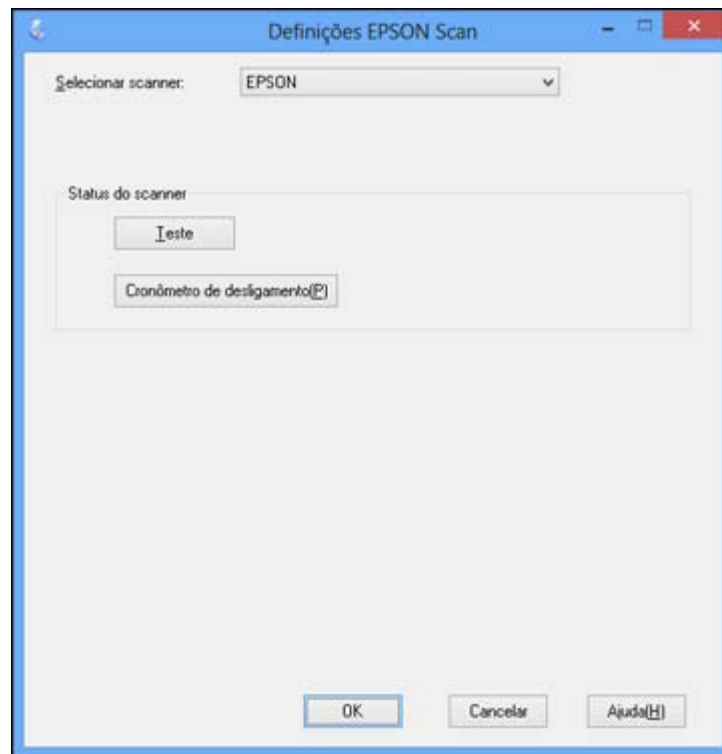 Definições EPSON Scan
Selecionar scanner: EPSON
Status do scanner
Teste
Cronômetro de desligamento(P)
OK Cancelar Ajuda(H)